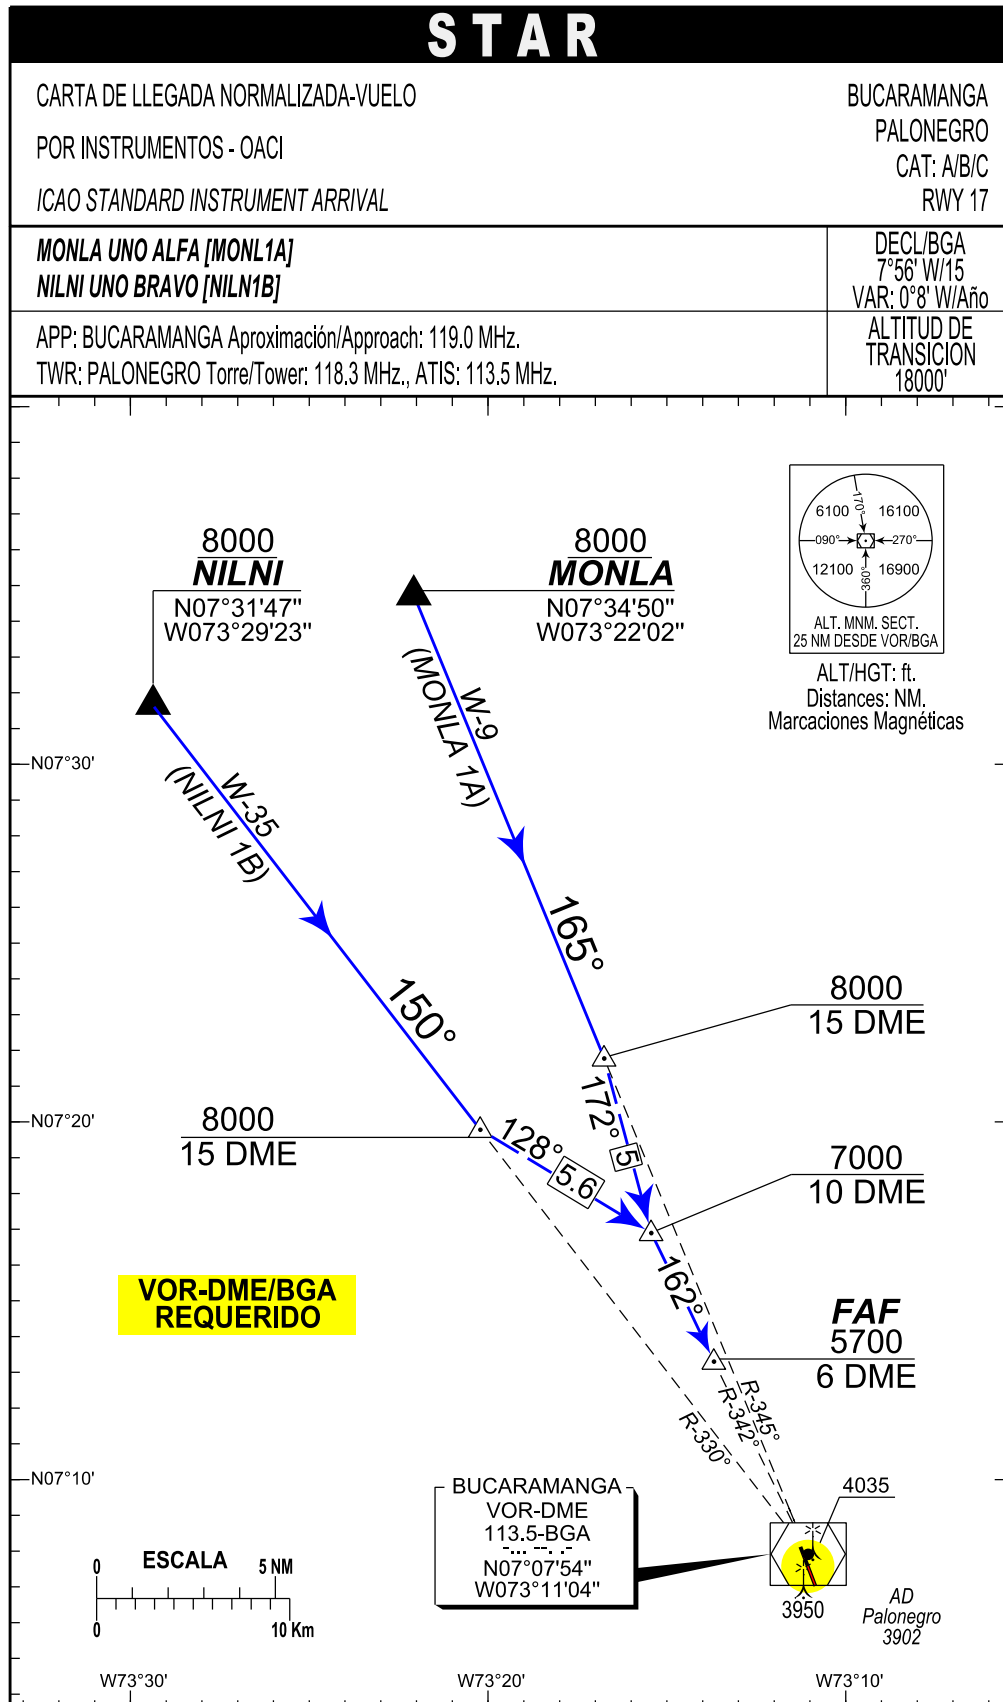 STAR
CARTA DE LLEGADA NORMALIZADA-VUELO
POR INSTRUMENTOS - OACI
ICAO STANDARD INSTRUMENT ARRIVAL
BUCARAMANGA
PALONEGRO
CAT: A/B/C
RWY 17
MONLA UNO ALFA [MONL1A]
NILNI UNO BRAVO [NILN1B]
DECL/BGA
7°56' W/15
VAR: 0°8' W/Año
APP: BUCARAMANGA Aproximación/Approach: 119.0 MHz.
TWR: PALONEGRO Torre/Tower: 118.3 MHz., ATIS: 113.5 MHz.
ALTITUD DE
TRANSICION
18000'
8000
NILNI
N07°31'47"
W073°29'23"
8000
MONLA
N07°34'50"
W073°22'02"
6100
170°
16100
090°
270°
12100
360°
16900
ALT. MNM. SECT.
25 NM DESDE VOR/BGA
ALT/HGT: ft.
Distances: NM.
Marcaciones Magnéticas
W-9
(MONLA 1A)
N07°30'
W-35
(NILNI 1B)
165°
150°
8000
15 DME
172°
5
N07°20'
8000
15 DME
128°
5.6
7000
10 DME
162°
VOR-DME/BGA
REQUERIDO
FAF
5700
6 DME
R-345°
R-342°
R-330°
N07°10'
BUCARAMANGA
VOR-DME
113.5-BGA
-... --. .-
N07°07'54"
W073°11'04"
4035
3950
AD
Palonegro
3902
ESCALA
0
5 NM
0
10 Km
W73°30'
W73°20'
W73°10'